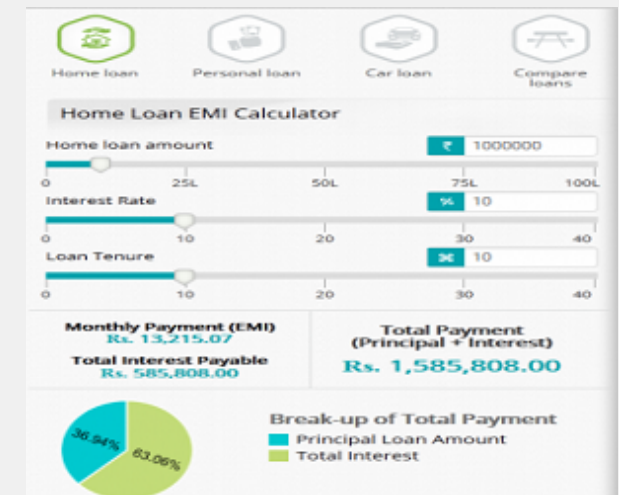 Home loan Personal loan Car loan Compare
loans
Home Loan EMI Calculator
Home loan amount ₹ 1000000
0 25L 50L 75L 100L
Interest Rate % 10
0 10 20 30 40
Loan Tenure 10
0 10 20 30 40
Monthly Payment (EMI)
Rs. 13,215.07
Total Interest Payable
Rs. 585,808.00
Total Payment
(Principal + Interest)
Rs. 1,585,808.00
36.94% 63.06%
Break-up of Total Payment
Principal Loan Amount
Total Interest